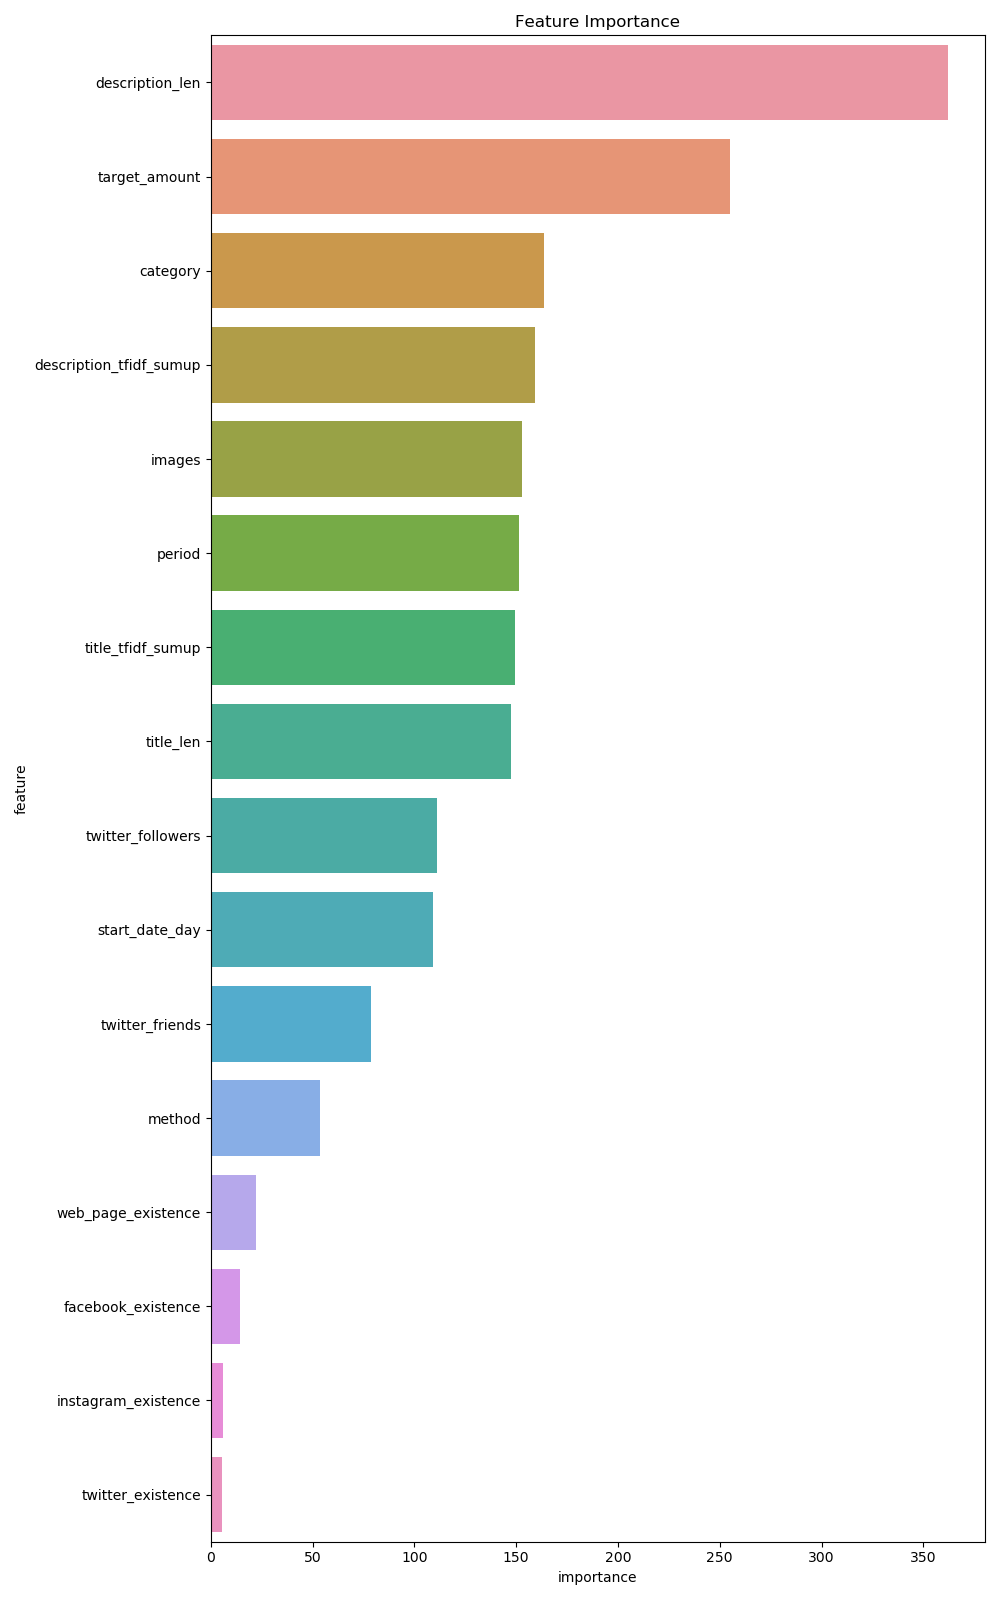 Feature Importance
description_len
target_amount
category
description_tfidf_sumup
images
period
title_tfidf_sumup
title_len
feature
twitter_followers
start_date_day
twitter_friends
method
web_page_existence
facebook_existence
instagram_existence
twitter_existence
0 50 100 150 200 250 300 350
importance